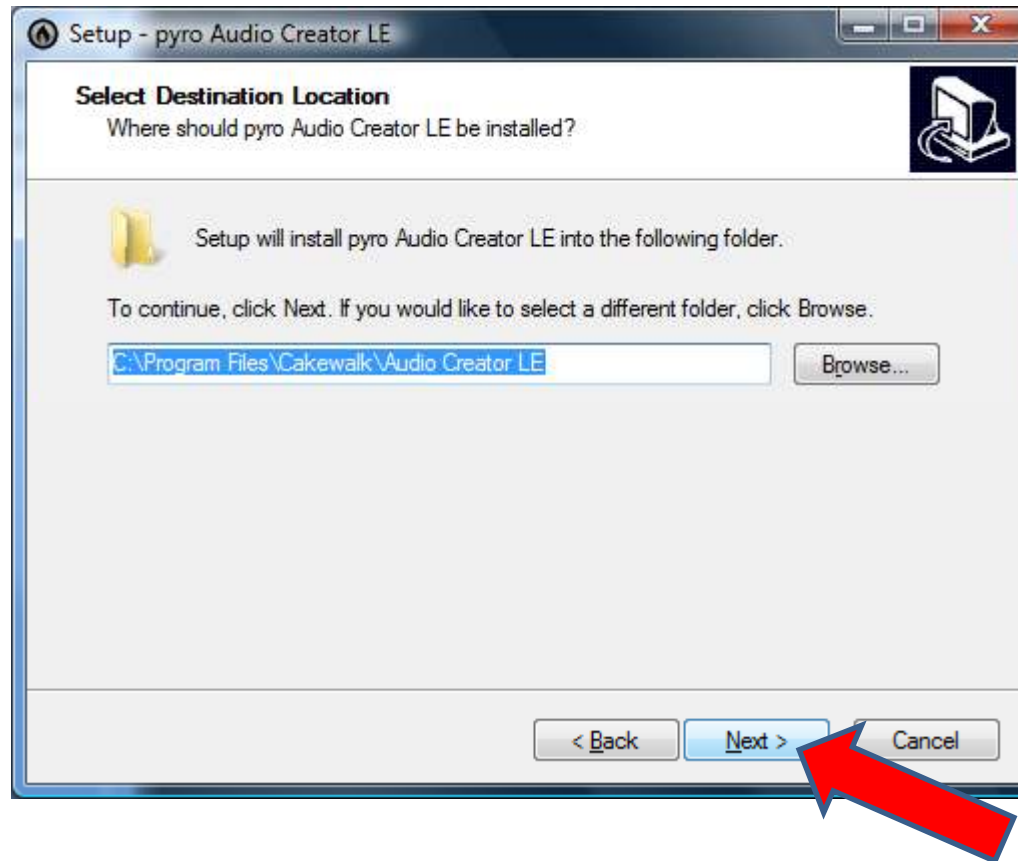 Setup - pyro Audio Creator LE
Select Destination Location
Where should pyro Audio Creator LE be installed?
Setup will install pyro Audio Creator LE into the following folder.
To continue, click Next. If you would like to select a different folder, click Browse.
C:\Program Files\Cakewalk\Audio Creator LE
Browse...
< Back
Next >
Cancel